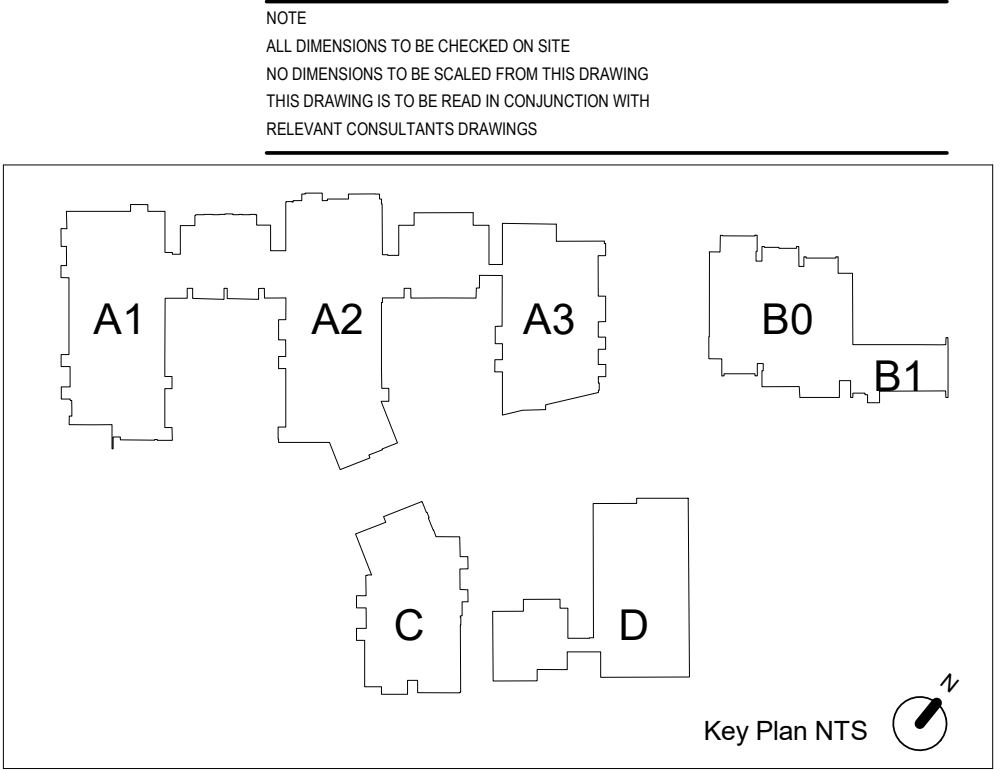 NOTE
ALL DIMENSIONS TO BE CHECKED ON SITE
NO DIMENSIONS TO BE SCALED FROM THIS DRAWING
THIS DRAWING IS TO BE READ IN CONJUNCTION WITH
RELEVANT CONSULTANTS DRAWINGS
A1 A2 A3 B0
B1
C D
N
Key Plan NTS